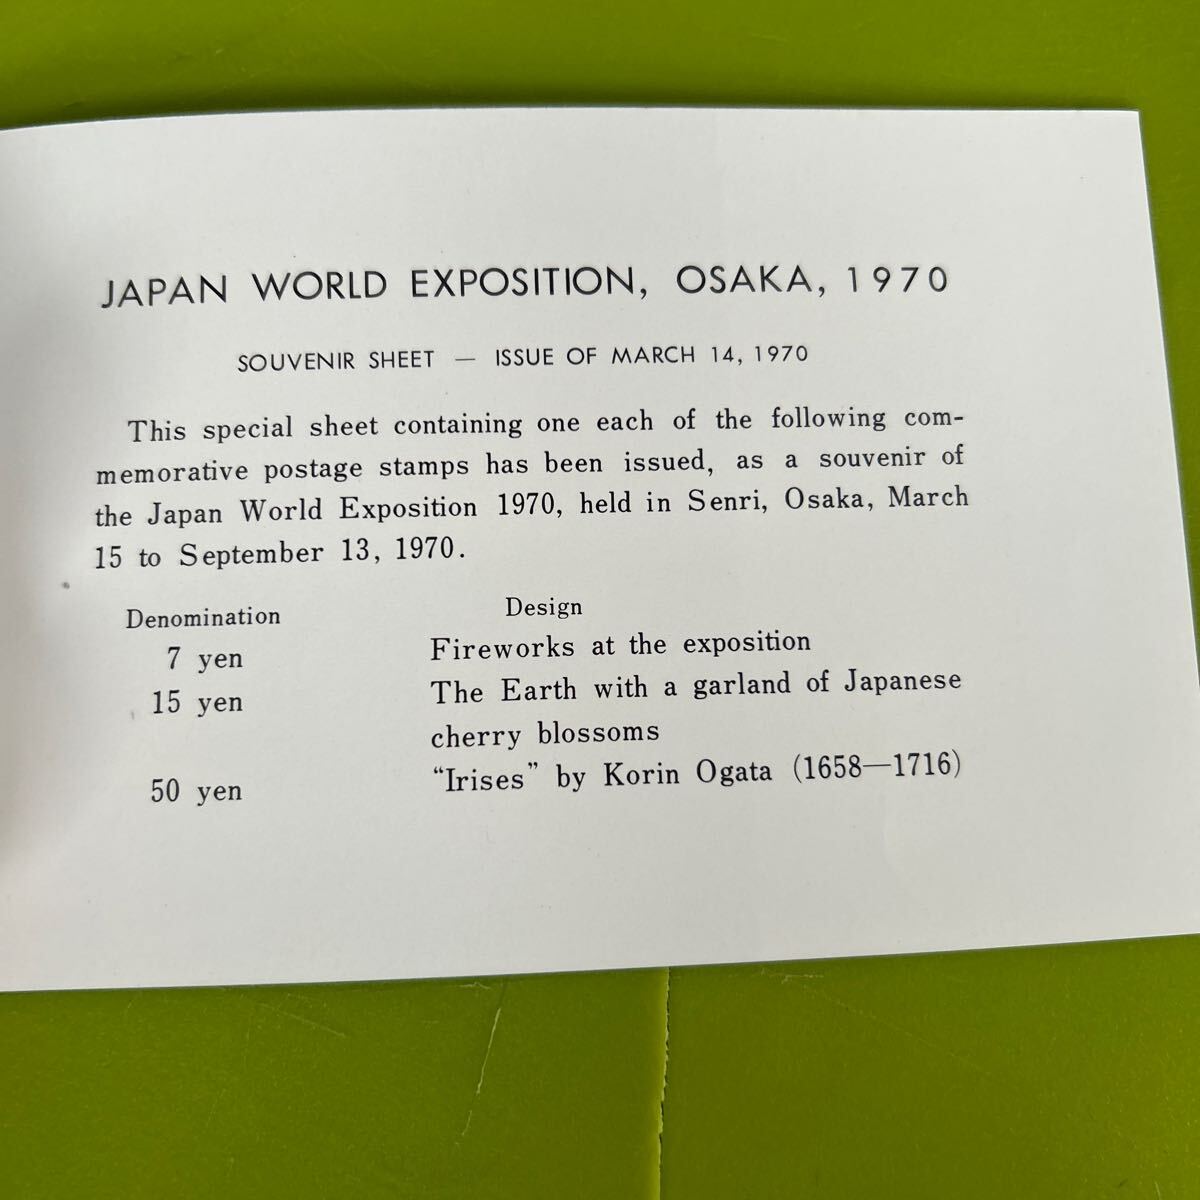 JAPAN WORLD EXPOSITION, OSAKA, 1970
SOUVENIR SHEET — ISSUE OF MARCH 14, 1970
This special sheet containing one each of the following com-
memorative postage stamps has been issued, as a souvenir of
the Japan World Exposition 1970, held in Senri, Osaka, March
15 to September 13, 1970.
Denomination Design
7 yen Fireworks at the exposition
15 yen The Earth with a garland of Japanese
cherry blossoms
50 yen “Irises” by Korin Ogata (1658—1716)